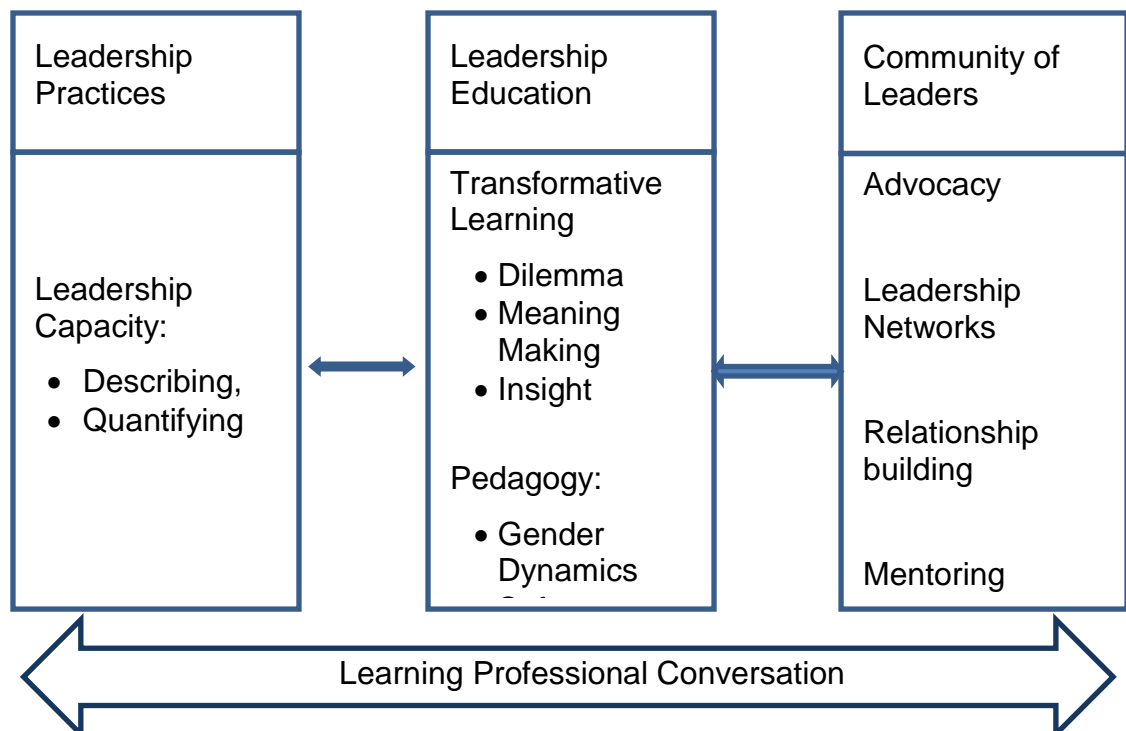 Leadership
Practices
Leadership
Capacity:
• Describing,
• Quantifying
Leadership
Education
Transformative
Learning
• Dilemma
• Meaning
Making
• Insight
Pedagogy:
• Gender
Dynamics
Community of
Leaders
Advocacy
Leadership
Networks
Relationship
building
Mentoring
Learning Professional Conversation